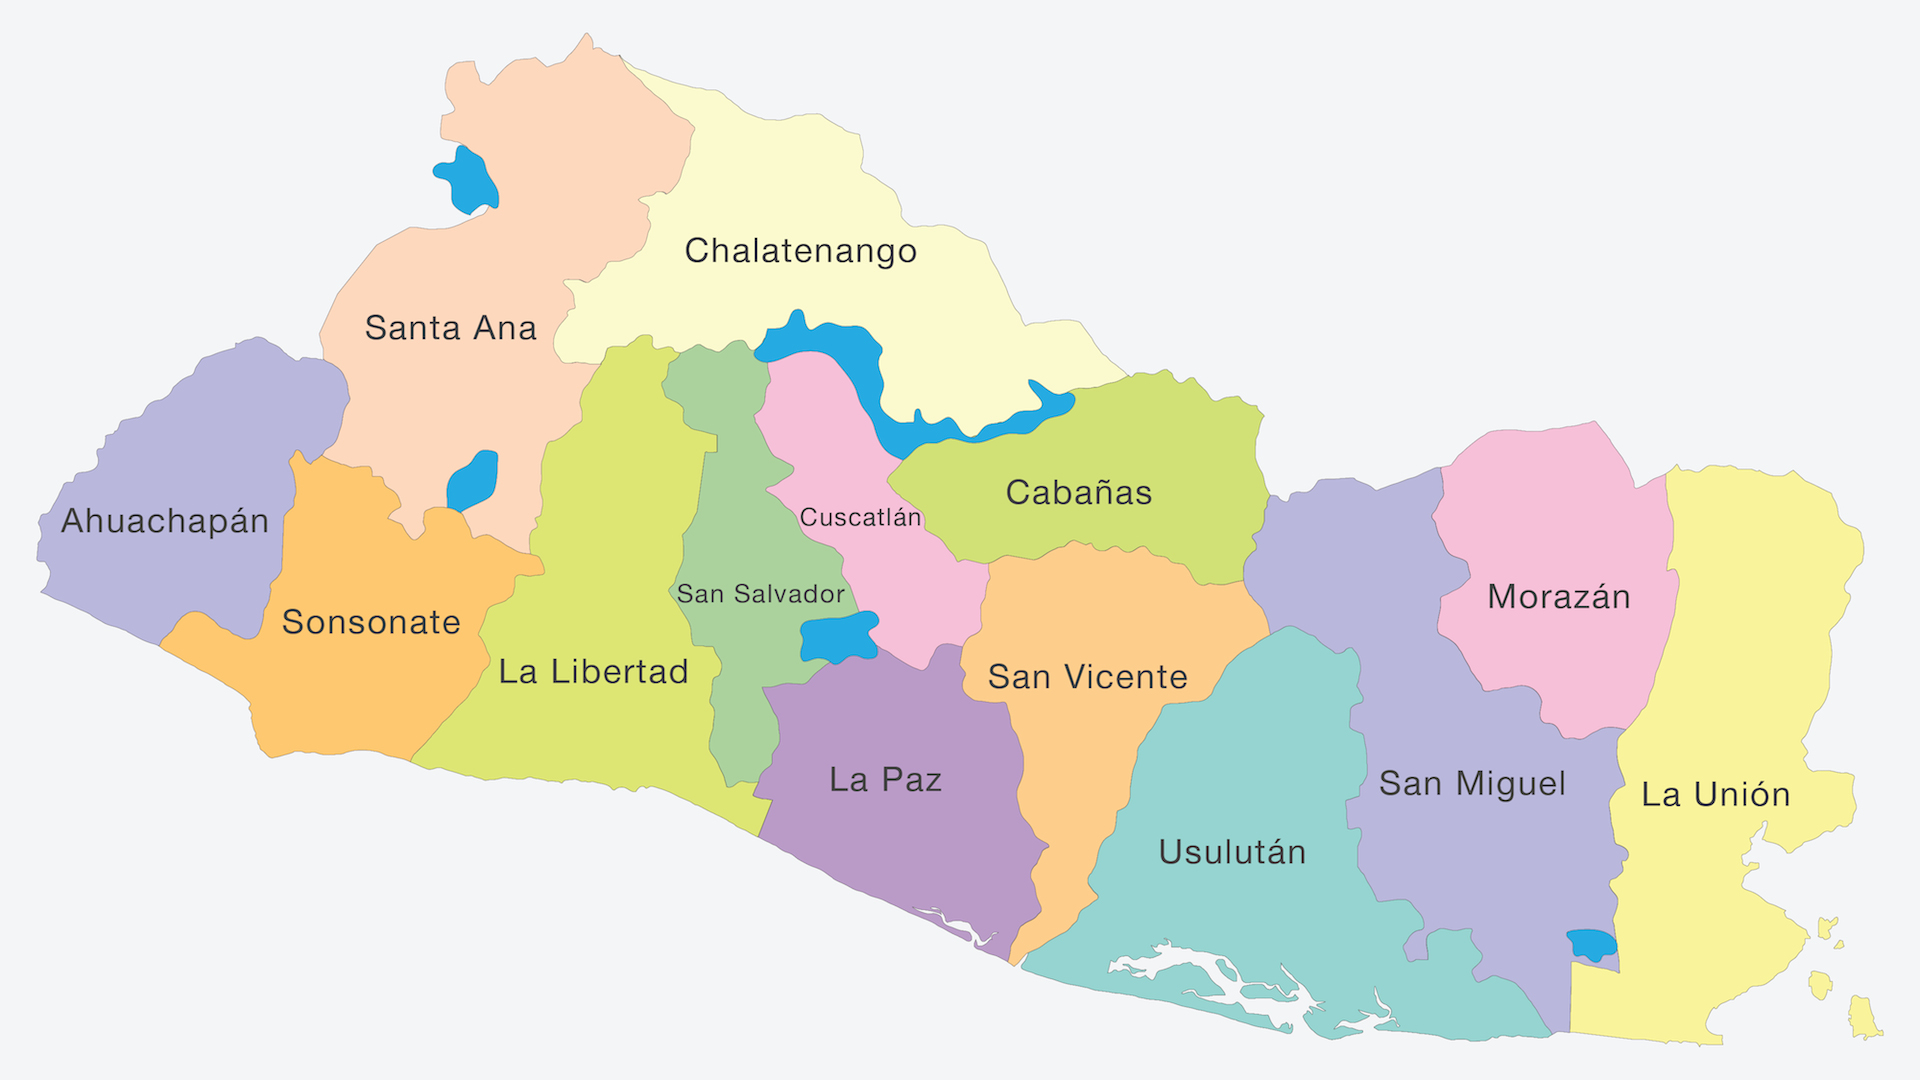 Chalatenango
Santa Ana
Cabañas
Cuscatlán
Ahuachapán
San Salvador
Morazán
Sonsonate
La Libertad
San Vicente
La Paz
San Miguel
La Unión
Usulután